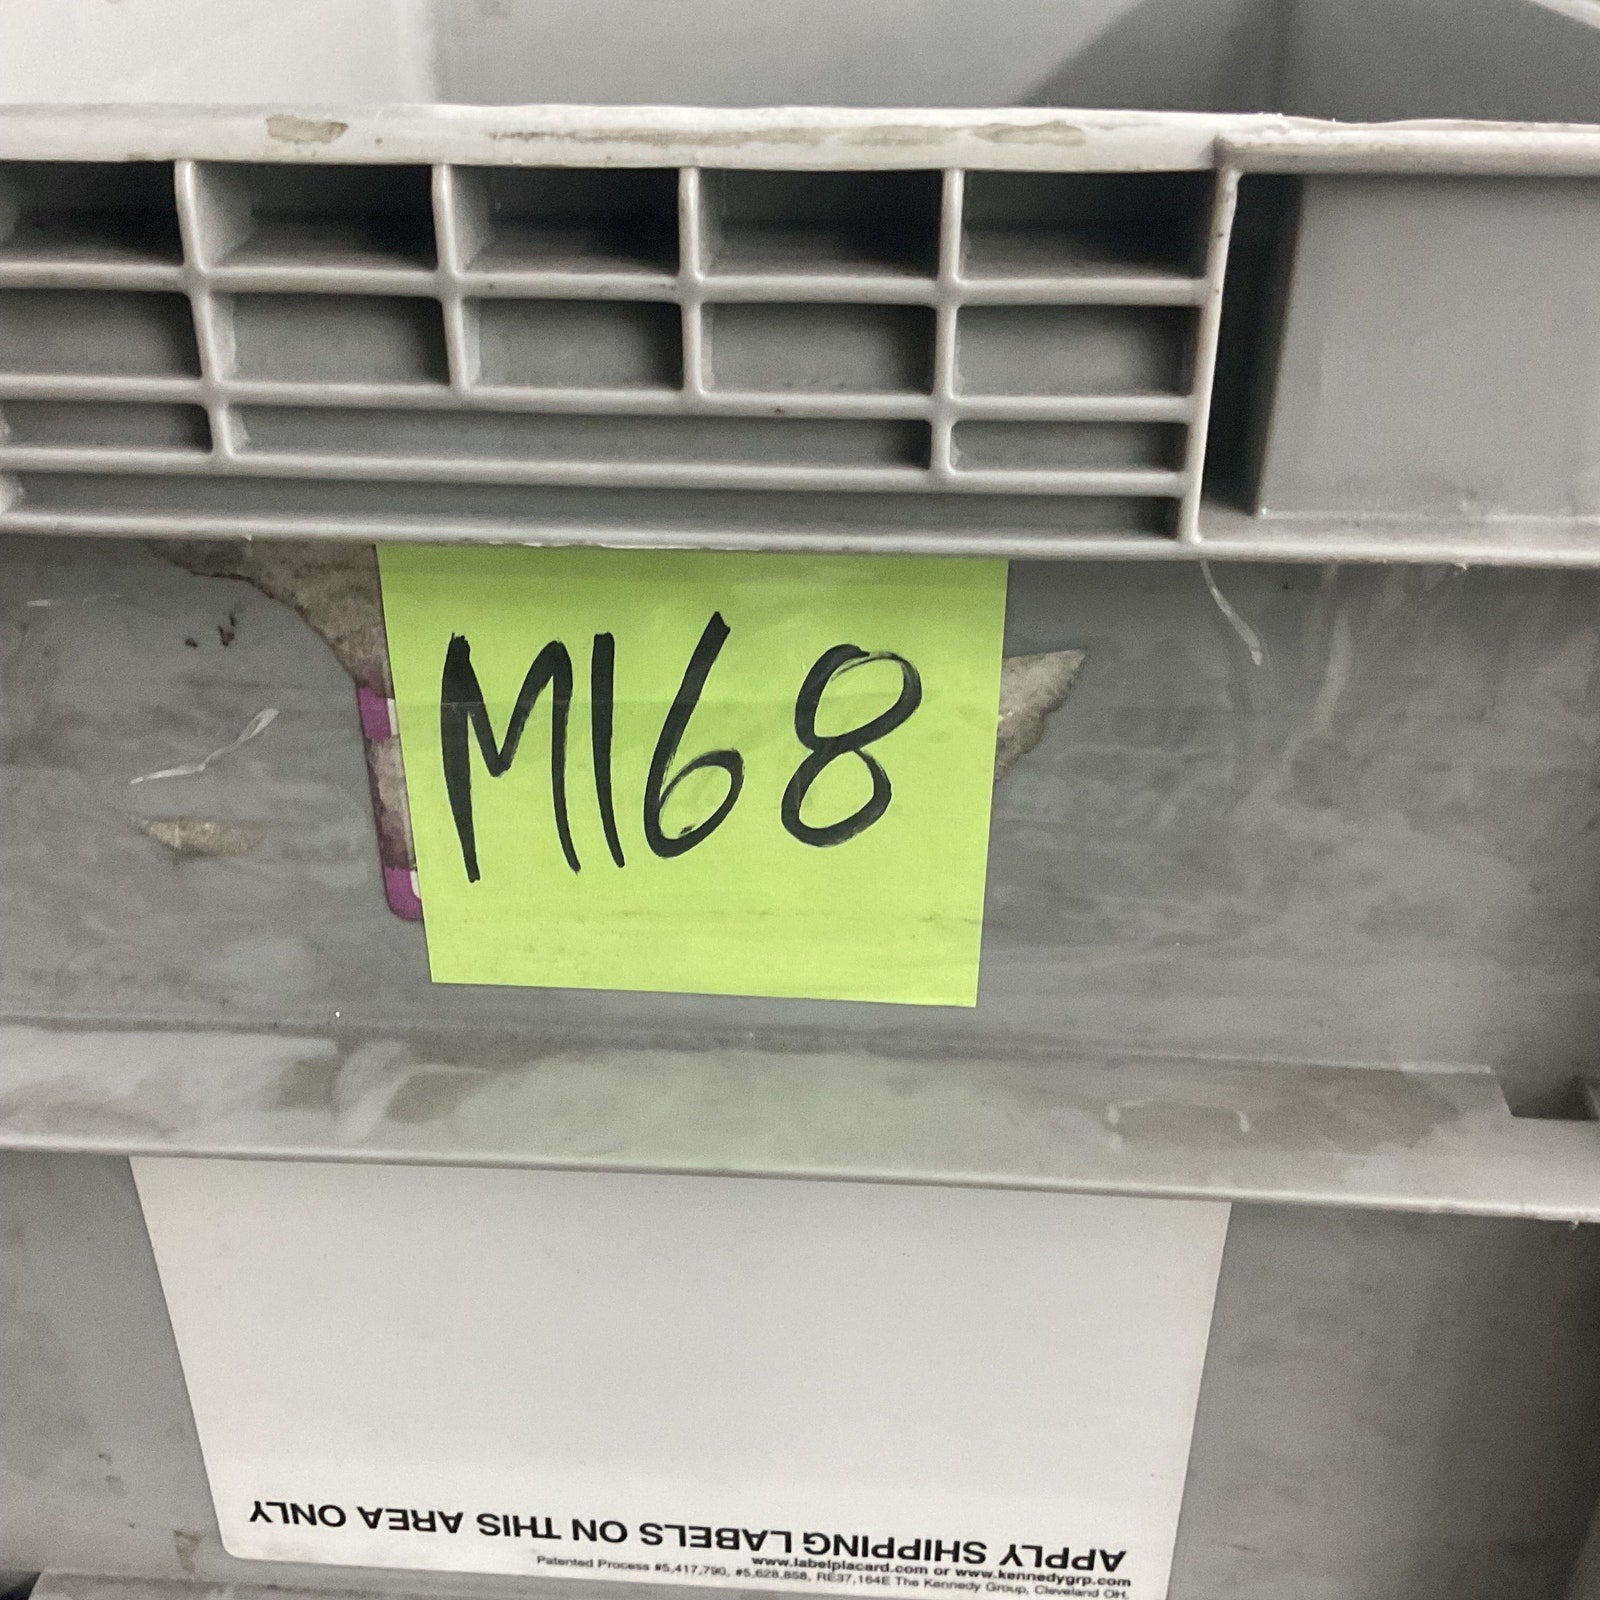 M168
APPLY SHIPPING LABELS ON THIS AREA ONLY
www.labelplacard.com or www.kennedygrp.com
Patented Process #5,417,790, #5,628,858, RE37,164E The Kennedy Group, Cleveland OH.